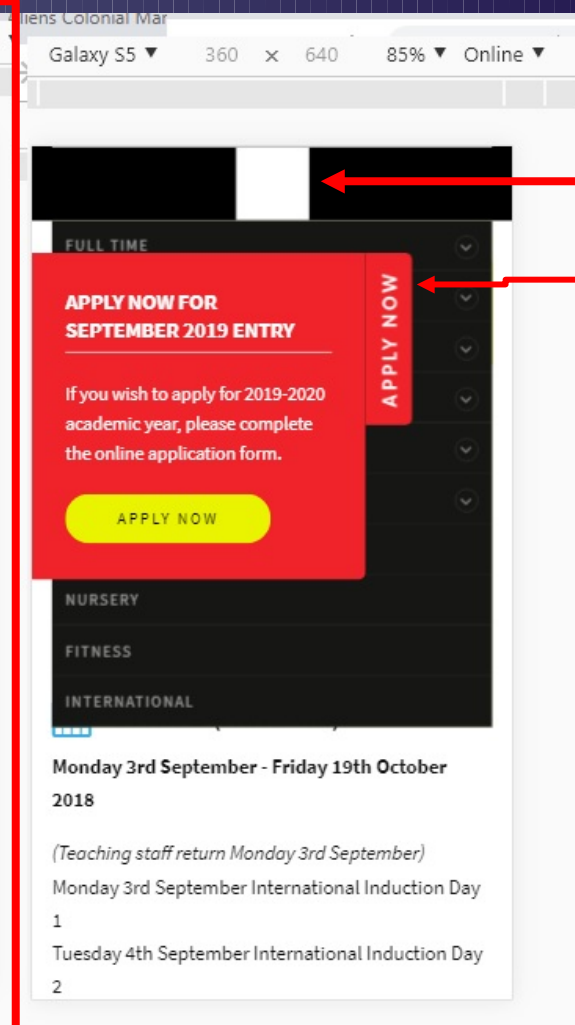 iens Colonial Mar
Galaxy S5 ▼ 360 × 640 85% ▼ Online ▼
FULL TIME
APPLY NOW FOR
SEPTEMBER 2019 ENTRY
APPLY NOW
If you wish to apply for 2019-2020
academic year, please complete
the online application form.
APPLY NOW
NURSERY
FITNESS
INTERNATIONAL
Monday 3rd September - Friday 19th October
2018
(Teaching staff return Monday 3rd September)
Monday 3rd September International Induction Day
1
Tuesday 4th September International Induction Day
2